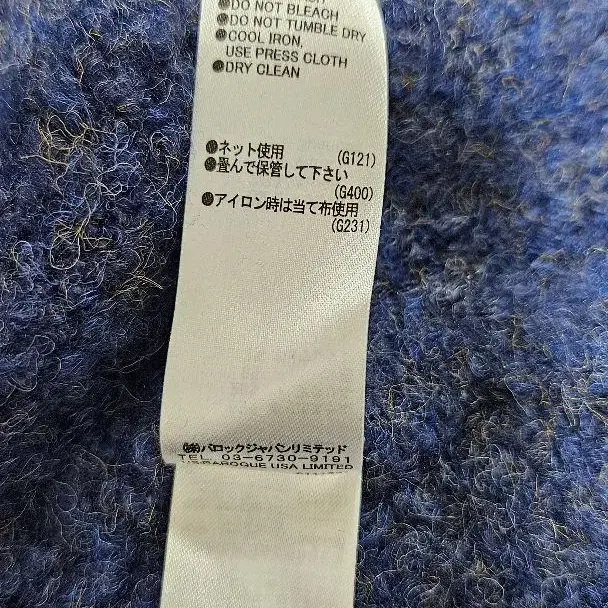 ●DO NOT BLEACH
●DO NOT TUMBLE DRY
●COOL IRON,
USE PRESS CLOTH
●DRY CLEAN
●ネット使用 (G121)
●畳んで保管して下さい
(G400)
●アイロン時は当て布使用
(G231)
㈱バロックジャパンリミテッド
TEL. 03-6730-9191
BAROQUE USA LIMITED